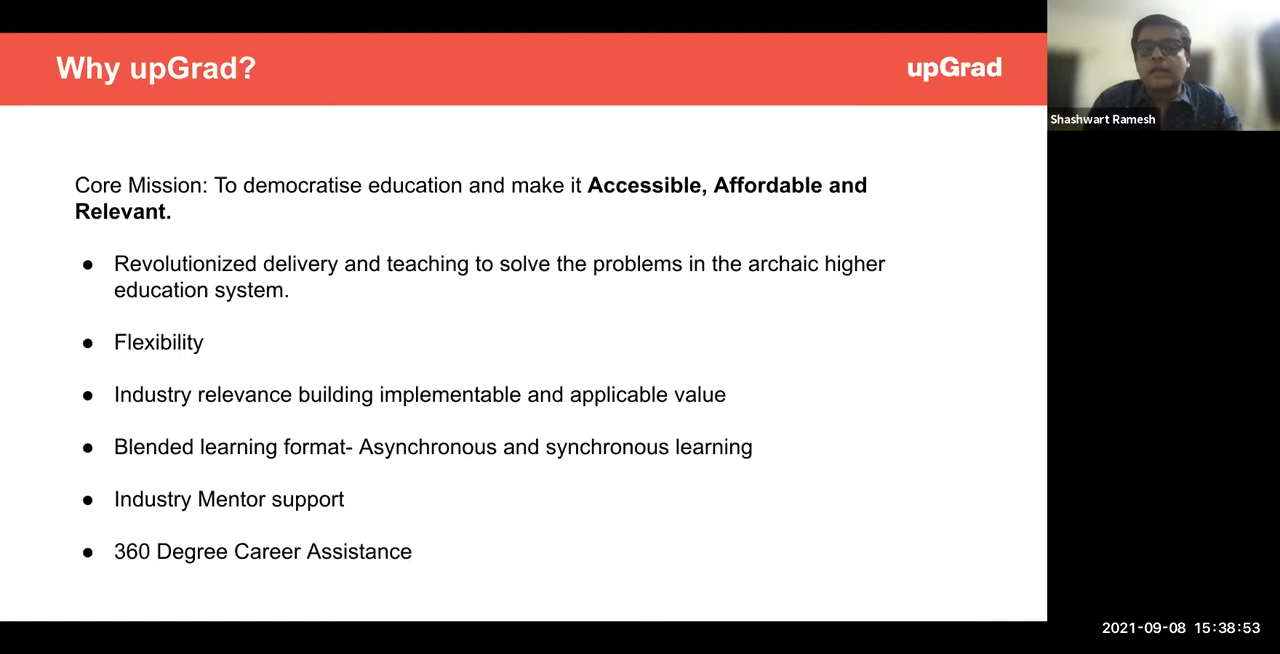 Why upGrad?
upGrad
Shashwart Ramesh
Core Mission: To democratise education and make it Accessible, Affordable and
Relevant.
● Revolutionized delivery and teaching to solve the problems in the archaic higher
education system.
● Flexibility
● Industry relevance building implementable and applicable value
● Blended learning format- Asynchronous and synchronous learning
● Industry Mentor support
● 360 Degree Career Assistance
2021-09-08 15:38:53